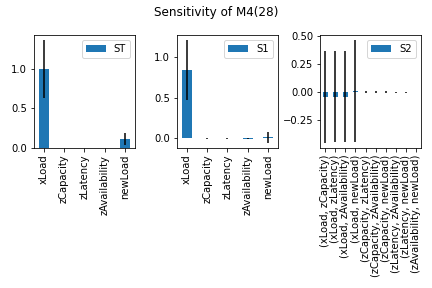 Sensitivity of M4(28)
ST
1.0
0.5
0.0
xLoad
zCapacity
zLatency
zAvailability
newLoad
S1
1.0
0.5
0.0
xLoad
zCapacity
zLatency
zAvailability
newLoad
S2
0.50
0.25
0.00
−0.25
(xLoad, zCapacity)
(xLoad, zLatency)
(xLoad, zAvailability)
(xLoad, newLoad)
(zCapacity, zLatency)
(zCapacity, zAvailability)
(zCapacity, newLoad)
(zLatency, zAvailability)
(zLatency, newLoad)
(zAvailability, newLoad)